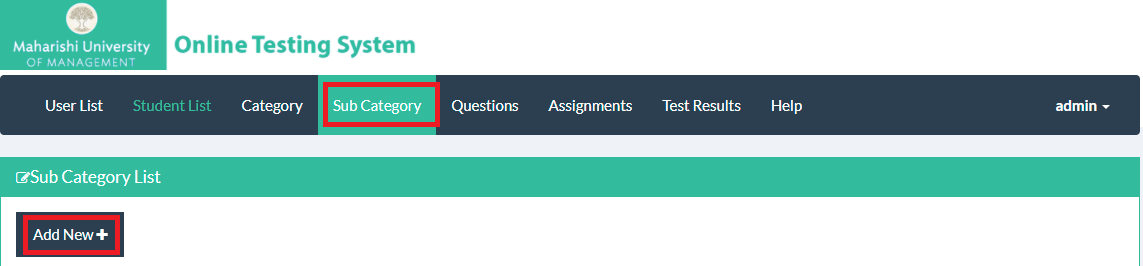 Maharishi University
OF MANAGEMENT
Online Testing System
User List Student List Category Sub Category Questions Assignments Test Results Help admin
Sub Category List
Add New